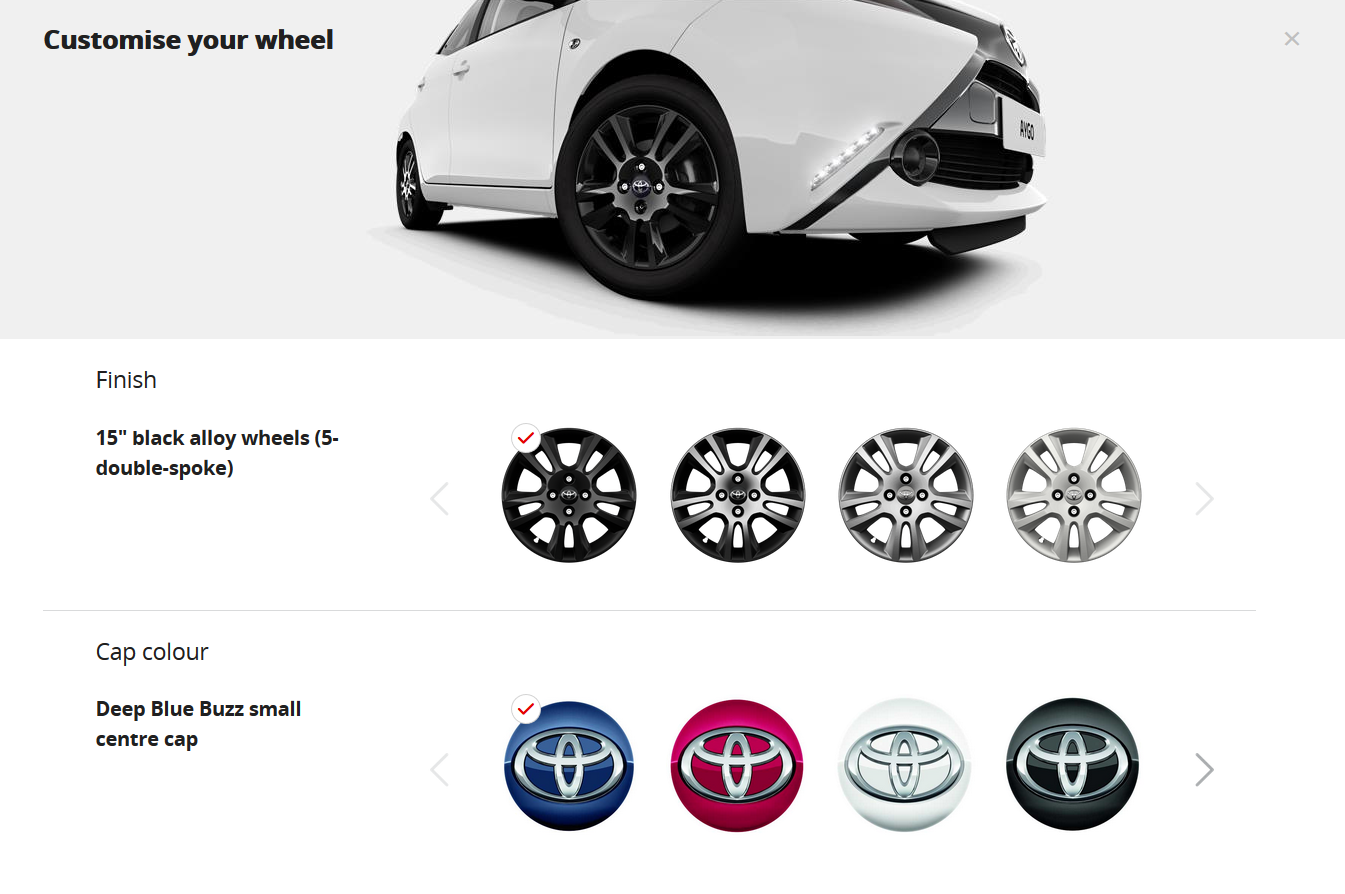 Customise your wheel
AYGO
Finish
15" black alloy wheels (5-
double-spoke)
Cap colour
Deep Blue Buzz small
centre cap